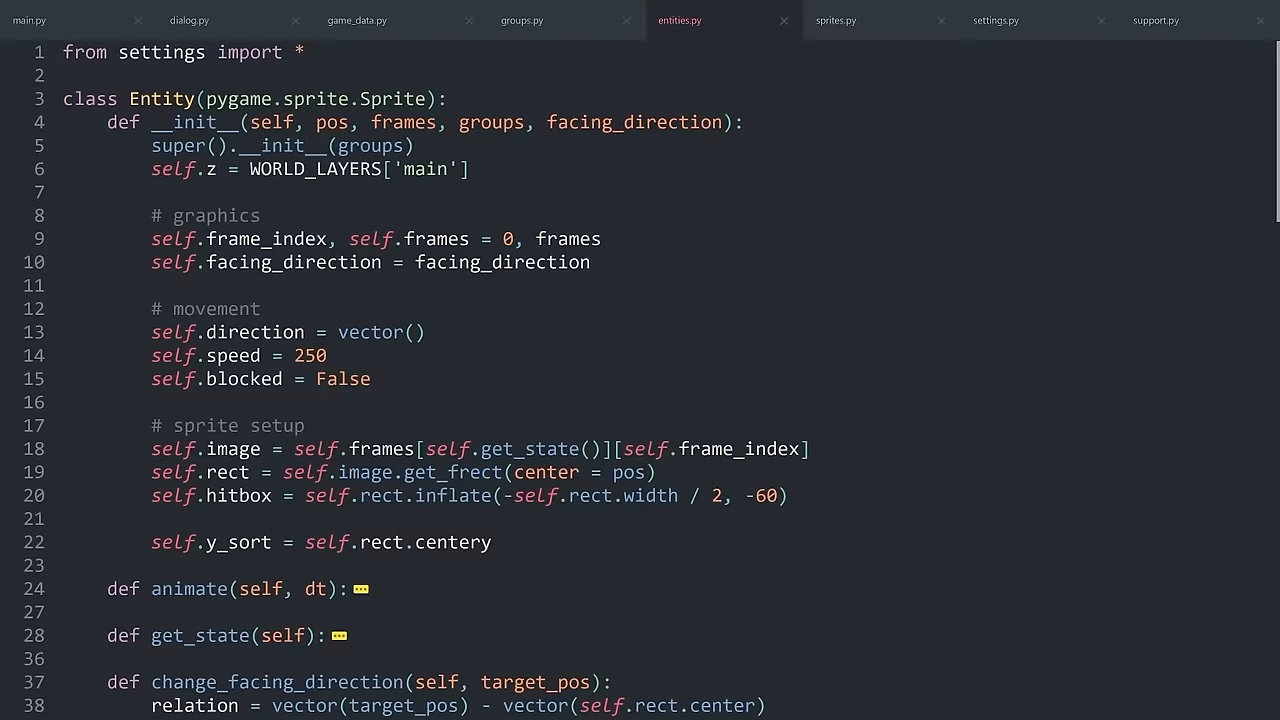 main.py dialog.py game_data.py groups.py entities.py sprites.py settings.py support.py
1 from settings import *
2
3 class Entity(pygame.sprite.Sprite):
4     def __init__(self, pos, frames, groups, facing_direction):
5         super().__init__(groups)
6         self.z = WORLD_LAYERS['main']
7
8         # graphics
9         self.frame_index, self.frames = 0, frames
10         self.facing_direction = facing_direction
11
12         # movement
13         self.direction = vector()
14         self.speed = 250
15         self.blocked = False
16
17         # sprite setup
18         self.image = self.frames[self.get_state()][self.frame_index]
19         self.rect = self.image.get_frect(center = pos)
20         self.hitbox = self.rect.inflate(-self.rect.width / 2, -60)
21
22         self.y_sort = self.rect.centery
23
24     def animate(self, dt):
27
28     def get_state(self):
36
37     def change_facing_direction(self, target_pos):
38         relation = vector(target_pos) - vector(self.rect.center)